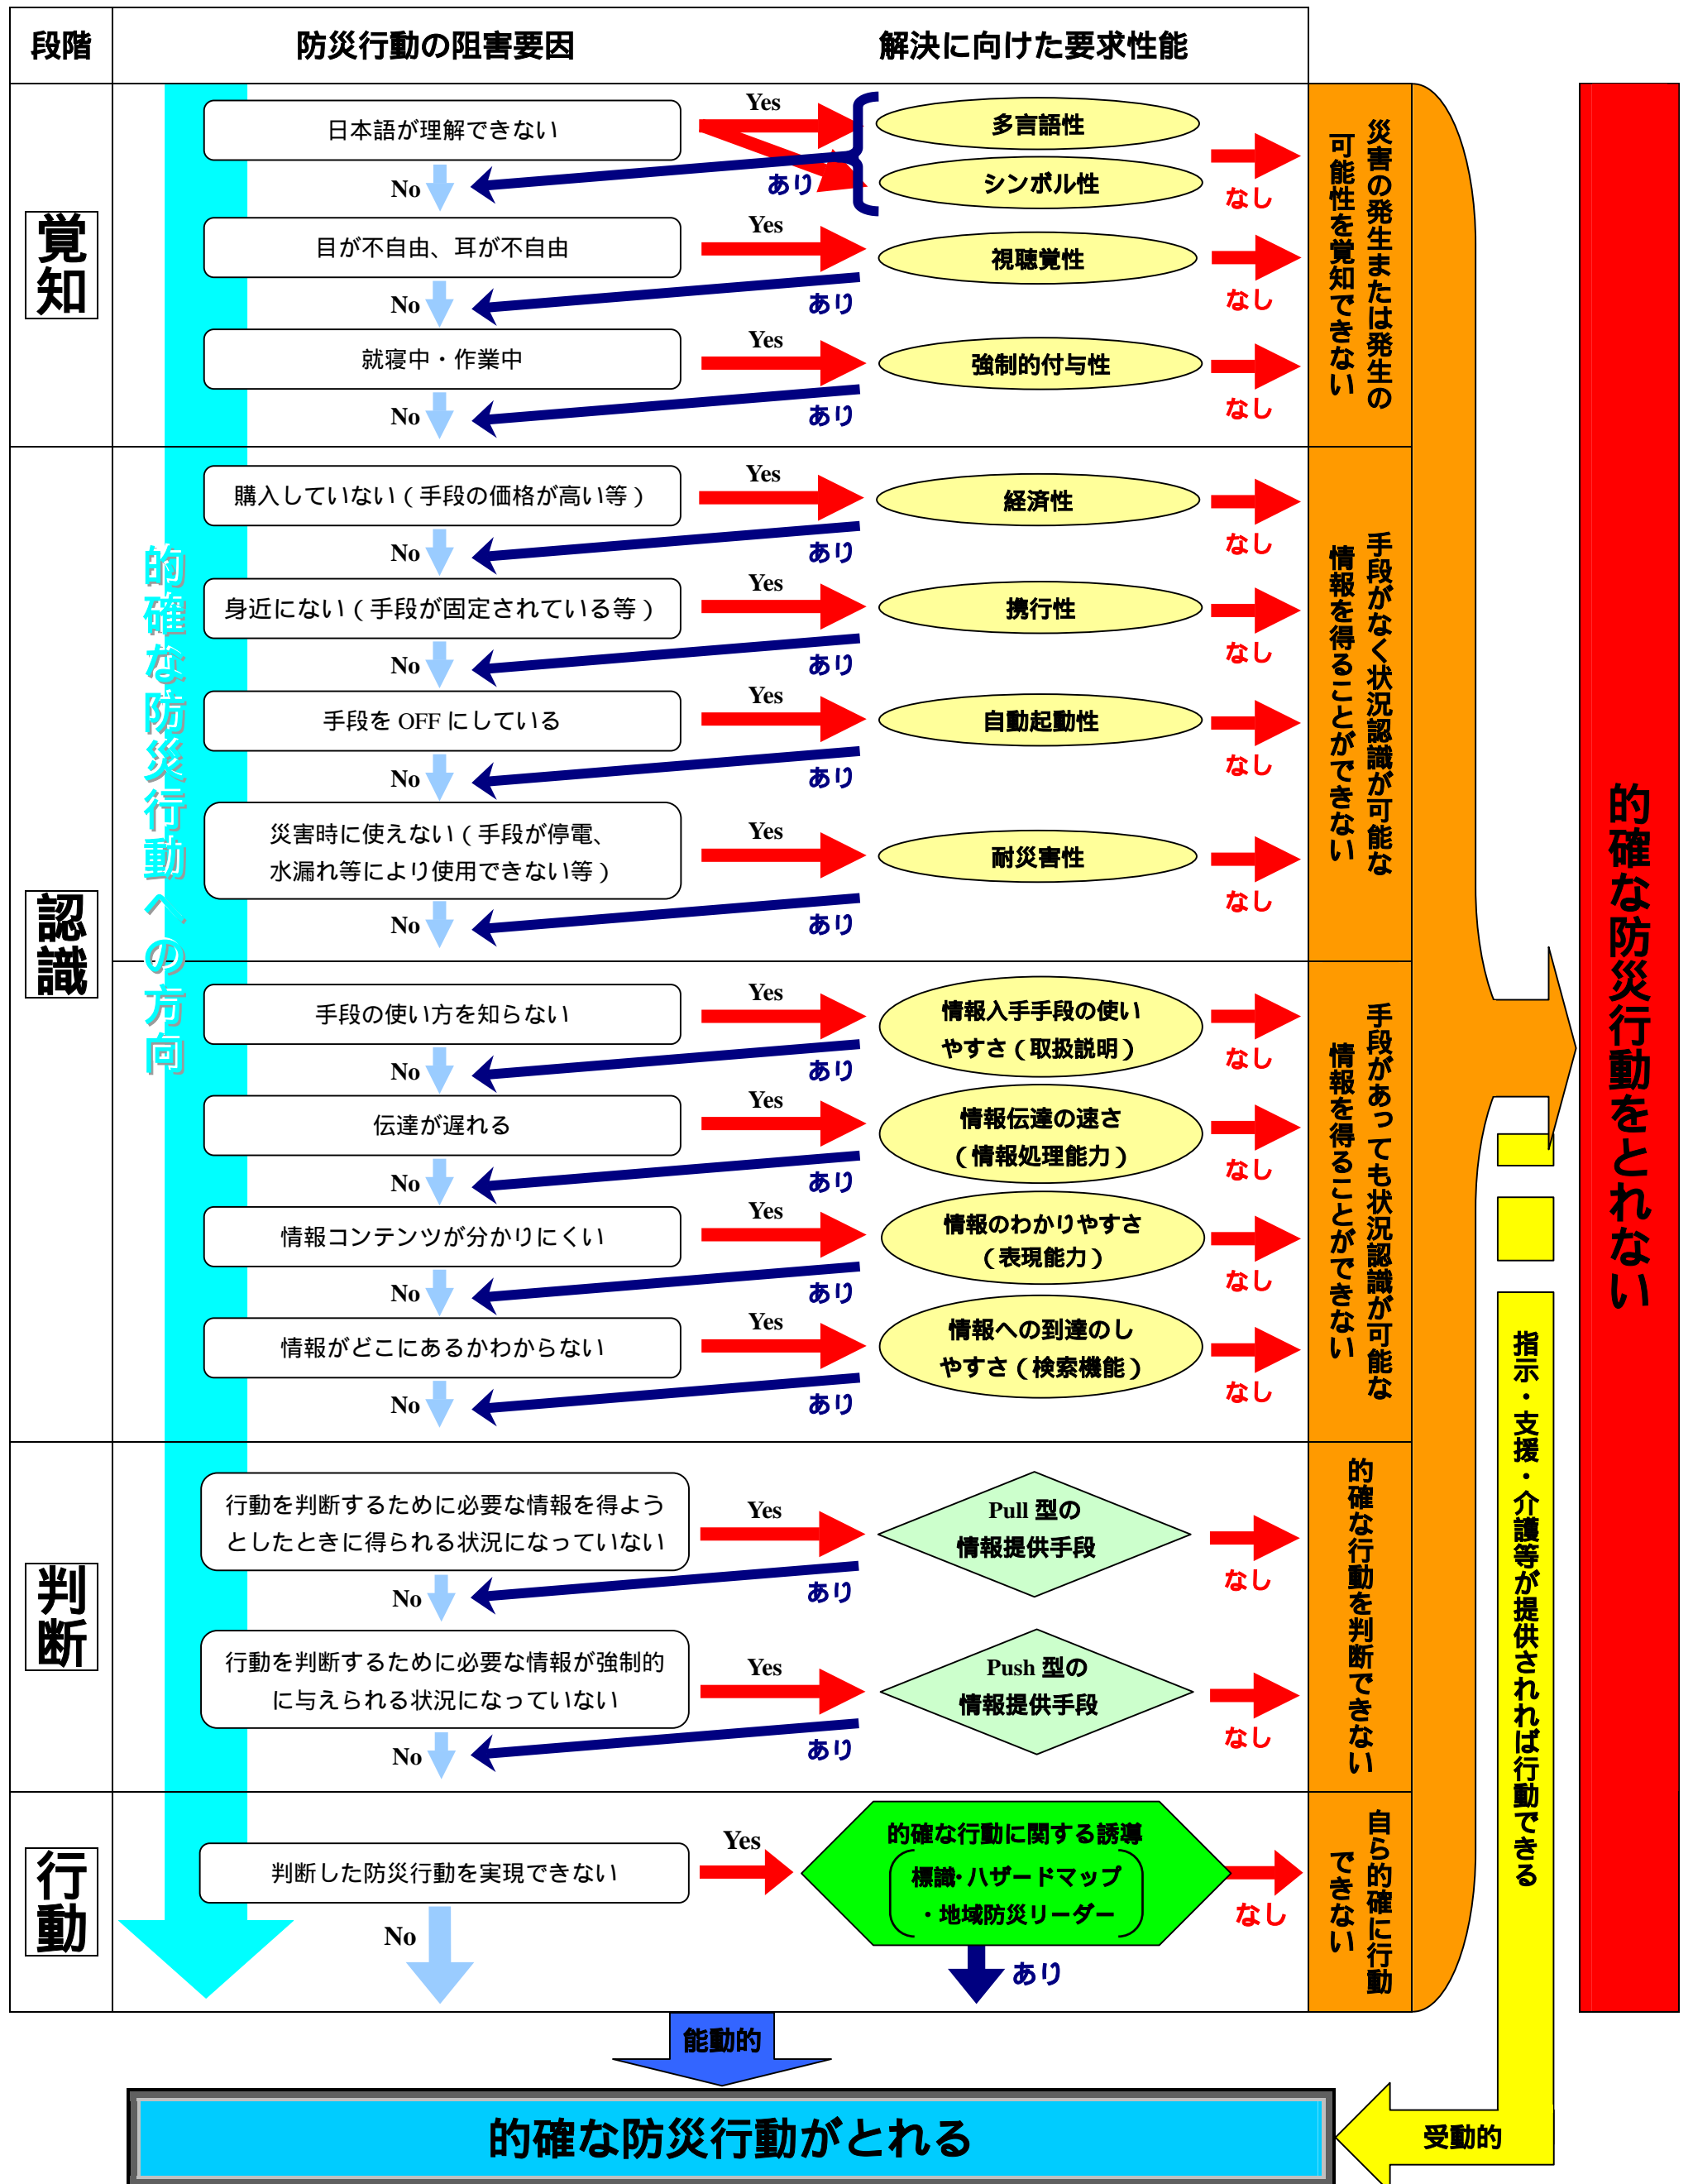 段階
防災行動の阻害要因
解決に向けた要求性能
覚知
日本語が理解できない
Yes
多言語性
シンボル性
あり
なし
No
目が不自由、耳が不自由
Yes
視聴覚性
あり
なし
No
就寝中・作業中
Yes
強制的付与性
あり
なし
No
災害の発生または発生の
可能性を覚知できない
認識
購入していない（手段の価格が高い等）
Yes
経済性
あり
なし
No
身近にない（手段が固定されている等）
Yes
携行性
あり
なし
No
手段を OFF にしている
Yes
自動起動性
あり
なし
No
災害時に使えない（手段が停電、
水漏れ等により使用できない等）
Yes
耐災害性
あり
なし
No
手段がなく状況認識が可能な
情報を得ることができない
手段の使い方を知らない
Yes
情報入手手段の使い
やすさ（取扱説明）
あり
なし
No
伝達が遅れる
Yes
情報伝達の速さ
（情報処理能力）
あり
なし
No
情報コンテンツが分かりにくい
Yes
情報のわかりやすさ
（表現能力）
あり
なし
No
情報がどこにあるかわからない
Yes
情報への到達のし
やすさ（検索機能）
あり
なし
No
手段があっても状況認識が可能な
情報を得ることができない
判断
行動を判断するために必要な情報を得よう
としたときに得られる状況になっていない
Yes
Pull 型の
情報提供手段
あり
なし
No
行動を判断するために必要な情報が強制的
に与えられる状況になっていない
Yes
Push 型の
情報提供手段
あり
なし
No
的確な行動を判断できない
行動
判断した防災行動を実現できない
Yes
的確な行動に関する誘導
標識・ハザードマップ
・地域防災リーダー
なし
No
あり
自ら的確に行動
できない
的確な防災行動への方向
的確な防災行動をとれない
指示・支援・介護等が提供されれば行動できる
能動的
的確な防災行動がとれる
受動的